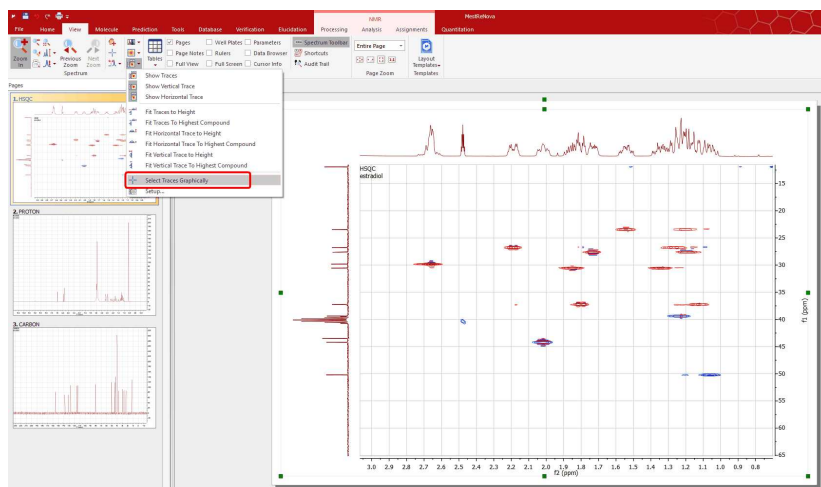 NMR
MestReNova
File Home View Molecule Prediction Tools Database Verification Elucidation Processing Analysis Assignments Quantitation
Pages Well Plates Parameters Spectrum Toolbar
Page Notes Rulers Data Browser Shortcuts
Full View Full Screen Cursor Info Audit Trail
Zoom In
Previous Zoom
Next Zoom
Tables
Entire Page
Layout Templates
Spectrum
Page Zoom
Templates
Show Traces
Show Vertical Trace
Show Horizontal Trace
Fit Traces to Height
Fit Traces To Highest Compound
Fit Horizontal Trace to Height
Fit Horizontal Trace To Highest Compound
Fit Vertical Trace to Height
Fit Vertical Trace To Highest Compound
Select Traces Graphically
Setup...
Pages
1. HSQC
2. PROTON
3. CARBON
HSQC
estradiol
15
20
25
30
35
40
45
50
55
60
65
f1 (ppm)
3.0 2.9 2.8 2.7 2.6 2.5 2.4 2.3 2.2 2.1 2.0 1.9 1.8 1.7 1.6 1.5 1.4 1.3 1.2 1.1 1.0 0.9 0.8
f2 (ppm)